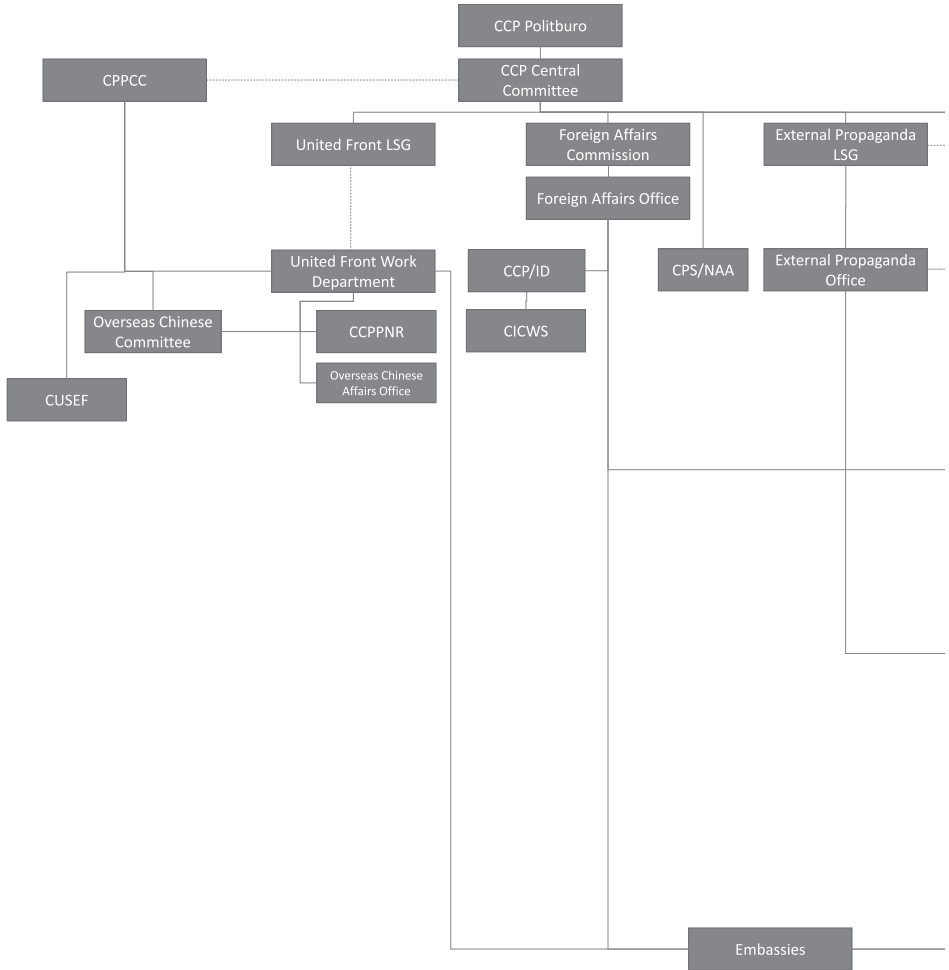 CCP Politburo
CPPCC
CCP Central
Committee
United Front LSG
Foreign Affairs
Commission
External Propaganda
LSG
Foreign Affairs Office
United Front Work
Department
CCP/ID
CPS/NAA
External Propaganda
Office
Overseas Chinese
Committee
CCPPNR
CICWS
Overseas Chinese
Affairs Office
CUSEF
Embassies